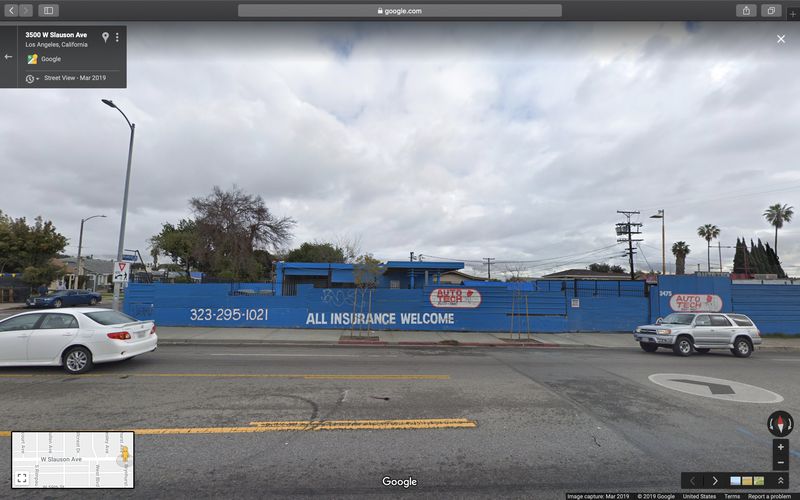 google.com
3500 W Slauson Ave
Los Angeles, California
Google
Street View - Mar 2019
323-295-1021
ALL INSURANCE WELCOME
AUTO
TECH
3475
AUTO
TECH
W Slauson Ave
Google
Image capture: Mar 2019 © 2019 Google United States Terms Report a problem